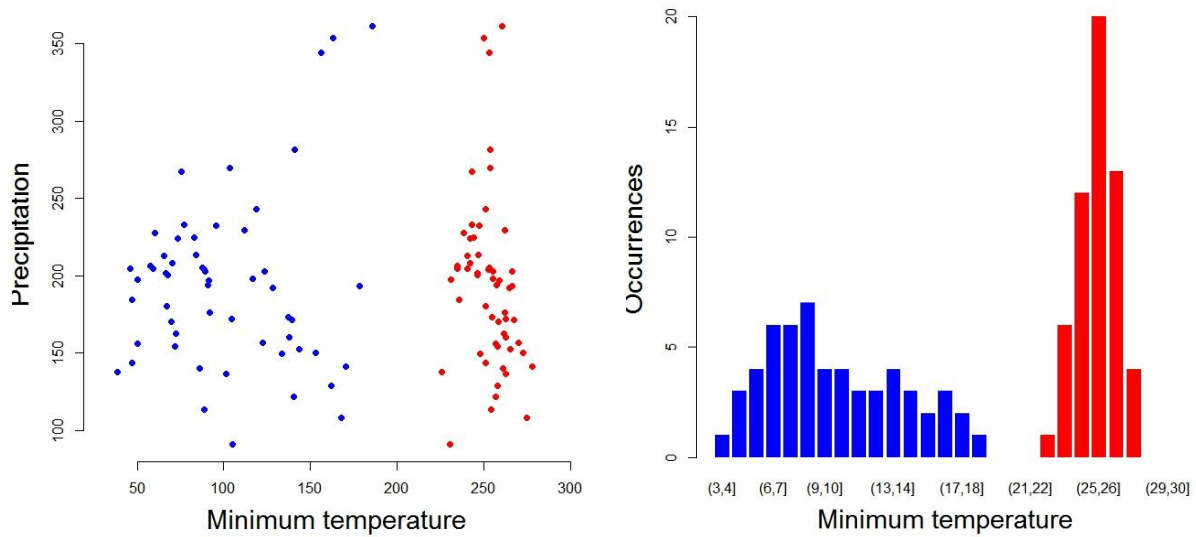 Precipitation
350
300
250
200
150
100
50 100 150 200 250 300
Minimum temperature
Occurrences
20
15
10
5
0
(3,4] (6,7] (9,10] (13,14] (17,18] (21,22] (25,26] (29,30]
Minimum temperature